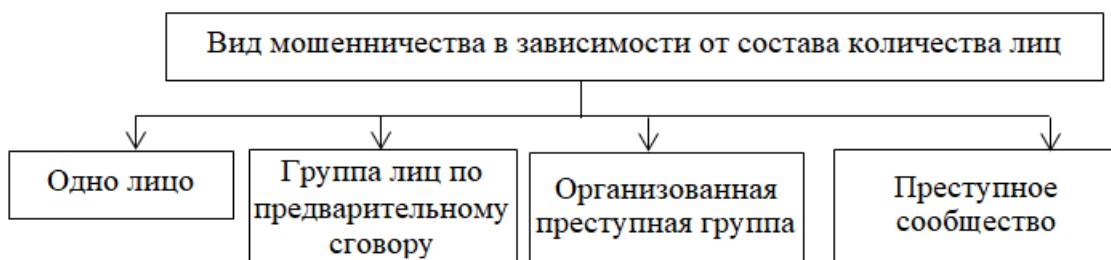 Вид мошенничества в зависимости от состава количества лиц
Одно лицо
Группа лиц по
предварительному
сговору
Организованная
преступная группа
Преступное
сообщество